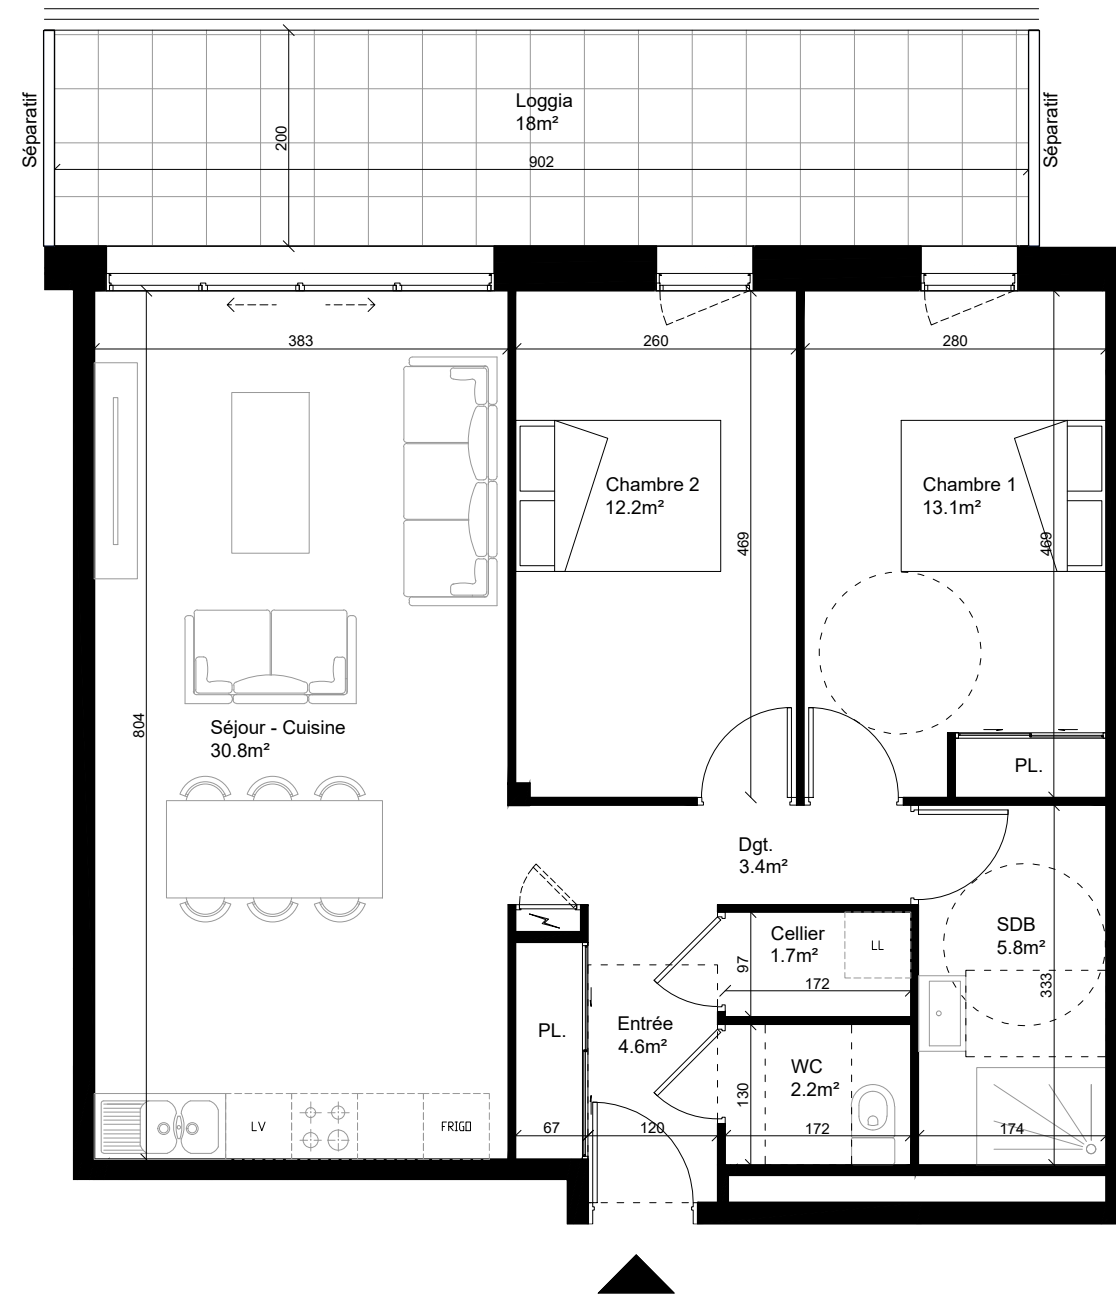 Séparatif
Loggia
18m²
Séparatif
200
902
383
260
280
Chambre 2
12.2m²
Chambre 1
13.1m²
469
469
804
Séjour - Cuisine
30.8m²
PL.
Dgt.
3.4m²
Cellier
1.7m²
LL
SDB
5.8m²
97
172
333
PL.
Entrée
4.6m²
WC
2.2m²
130
LV
FRIGO
67
120
172
174